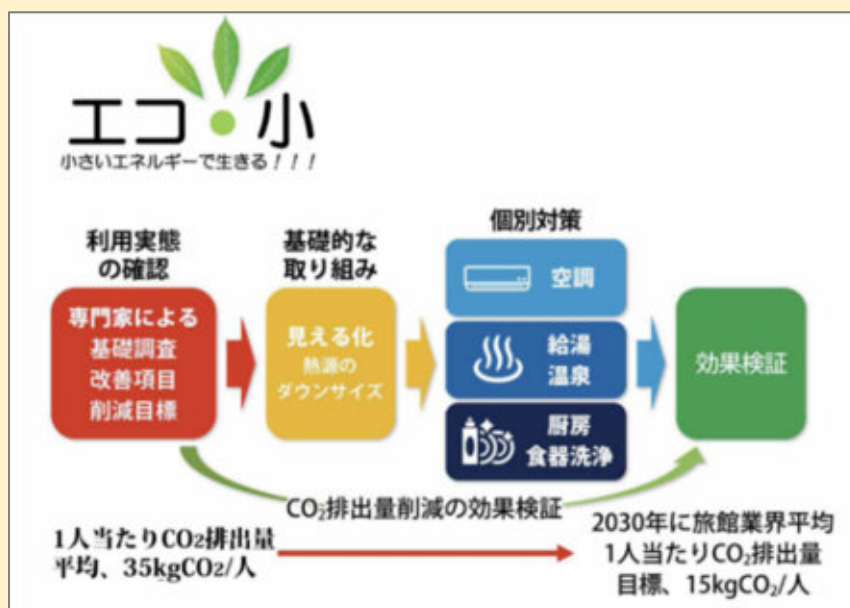 エコ・小
小さいエネルギーで生きる!!!
利用実態
の確認
専門家による
基礎調査
改善項目
削減目標
基礎的な
取り組み
見える化
熱源の
ダウンサイズ
個別対策
空調
給湯
温泉
厨房
食器洗浄
効果検証
CO₂排出量削減の効果検証
1人当たりCO₂排出量
平均、35kgCO₂/人
2030年に旅館業界平均
1人当たりCO₂排出量
目標、15kgCO₂/人